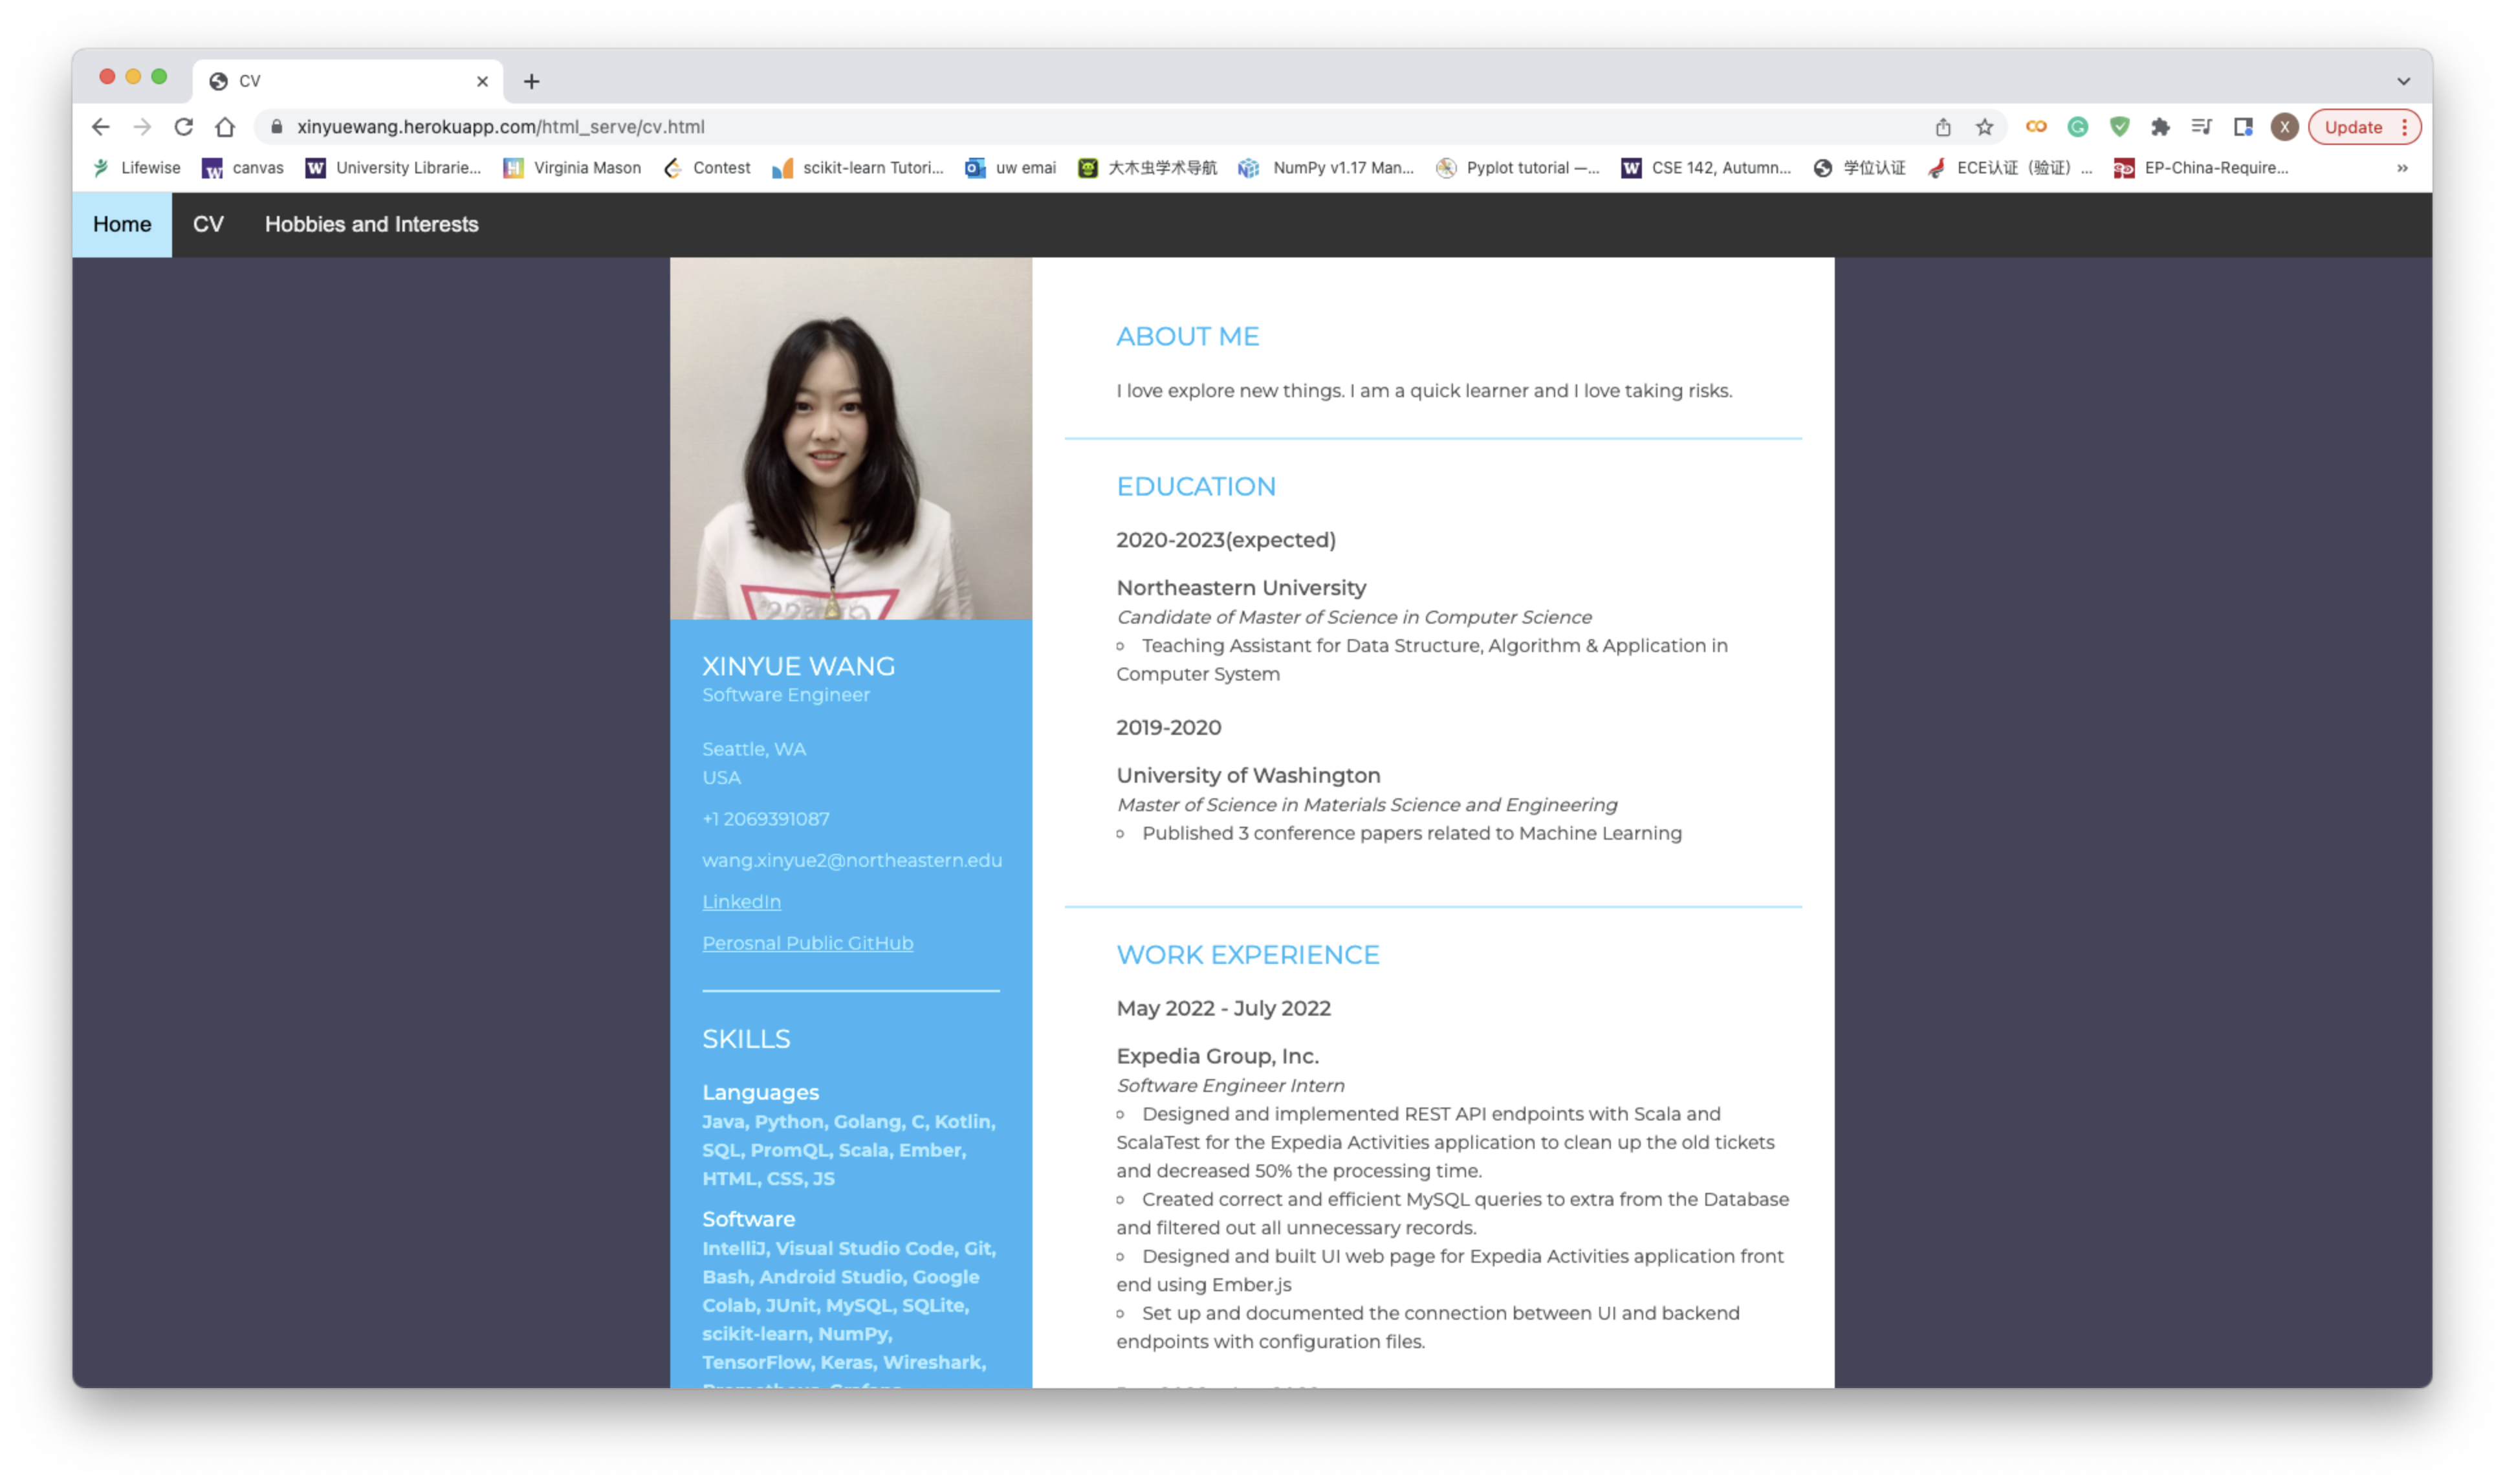 CV
xinyuewang.herokuapp.com/html_serve/cv.html
X
Update
Lifewise canvas University Librarie... Virginia Mason Contest scikit-learn Tutori... uw emai 大木虫学术导航 NumPy v1.17 Man... Pyplot tutorial —... CSE 142, Autumn... 学位认证 ECE认证（验证）... EP-China-Require... »
Home CV Hobbies and Interests
XINYUE WANG
Software Engineer
Seattle, WA
USA
+1 2069391087
wang.xinyue2@northeastern.edu
LinkedIn
Perosnal Public GitHub
SKILLS
Languages
Java, Python, Golang, C, Kotlin,
SQL, PromQL, Scala, Ember,
HTML, CSS, JS
Software
IntelliJ, Visual Studio Code, Git,
Bash, Android Studio, Google
Colab, JUnit, MySQL, SQLite,
scikit-learn, NumPy,
TensorFlow, Keras, Wireshark,
ABOUT ME
I love explore new things. I am a quick learner and I love taking risks.
EDUCATION
2020-2023(expected)
Northeastern University
Candidate of Master of Science in Computer Science
Teaching Assistant for Data Structure, Algorithm & Application in
Computer System
2019-2020
University of Washington
Master of Science in Materials Science and Engineering
Published 3 conference papers related to Machine Learning
WORK EXPERIENCE
May 2022 - July 2022
Expedia Group, Inc.
Software Engineer Intern
Designed and implemented REST API endpoints with Scala and
ScalaTest for the Expedia Activities application to clean up the old tickets
and decreased 50% the processing time.
Created correct and efficient MySQL queries to extra from the Database
and filtered out all unnecessary records.
Designed and built UI web page for Expedia Activities application front
end using Ember.js
Set up and documented the connection between UI and backend
endpoints with configuration files.